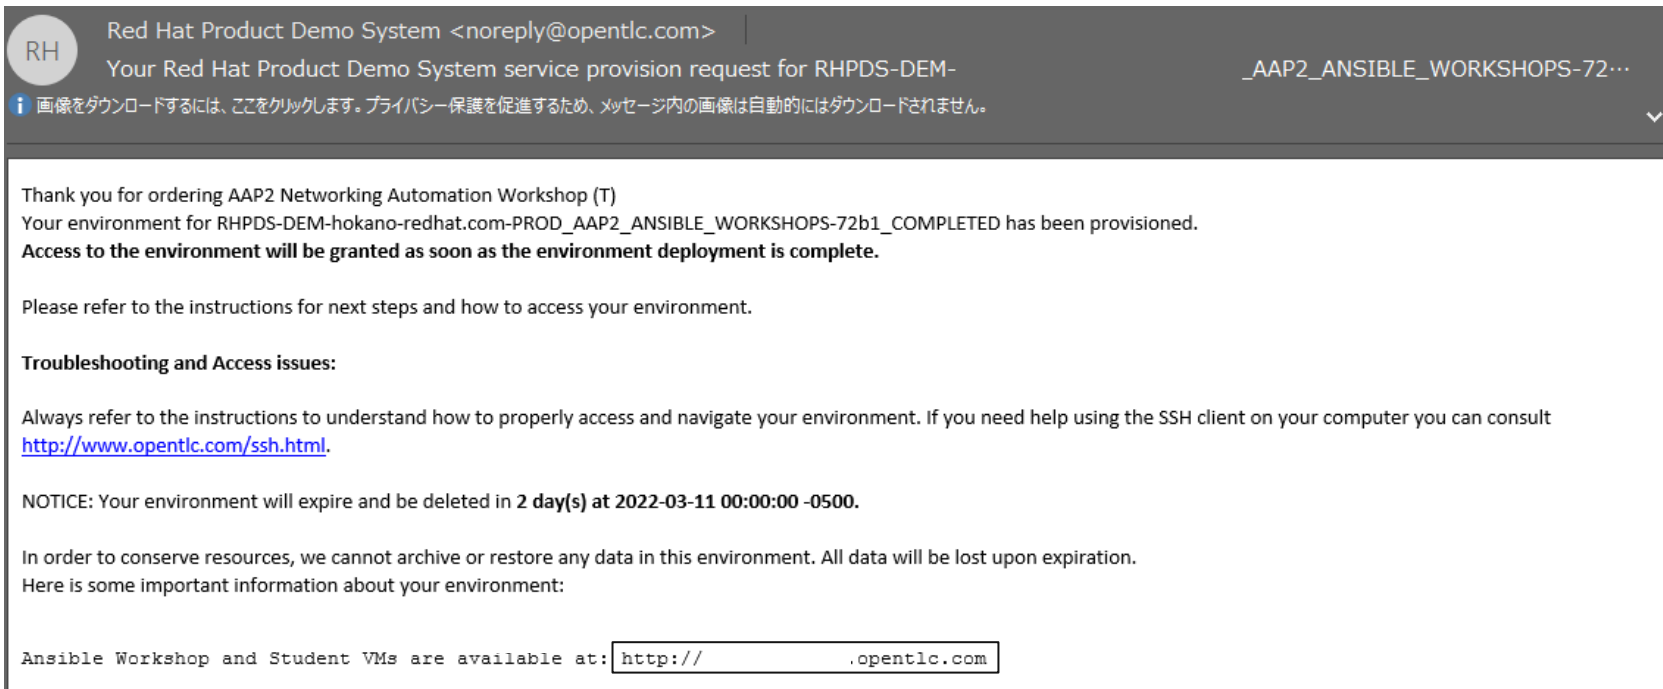 RH
Red Hat Product Demo System <noreply@opentlc.com>
Your Red Hat Product Demo System service provision request for RHPDS-DEM- _AAP2_ANSIBLE_WORKSHOPS-72…
画像をダウンロードするには、ここをクリックします。プライバシー保護を促進するため、メッセージ内の画像は自動的にはダウンロードされません。
Thank you for ordering AAP2 Networking Automation Workshop (T)
Your environment for RHPDS-DEM-hokano-redhat.com-PROD_AAP2_ANSIBLE_WORKSHOPS-72b1_COMPLETED has been provisioned.
Access to the environment will be granted as soon as the environment deployment is complete.
Please refer to the instructions for next steps and how to access your environment.
Troubleshooting and Access issues:
Always refer to the instructions to understand how to properly access and navigate your environment. If you need help using the SSH client on your computer you can consult
http://www.opentlc.com/ssh.html.
NOTICE: Your environment will expire and be deleted in 2 day(s) at 2022-03-11 00:00:00 -0500.
In order to conserve resources, we cannot archive or restore any data in this environment. All data will be lost upon expiration.
Here is some important information about your environment:
Ansible Workshop and Student VMs are available at: http:// .opentlc.com